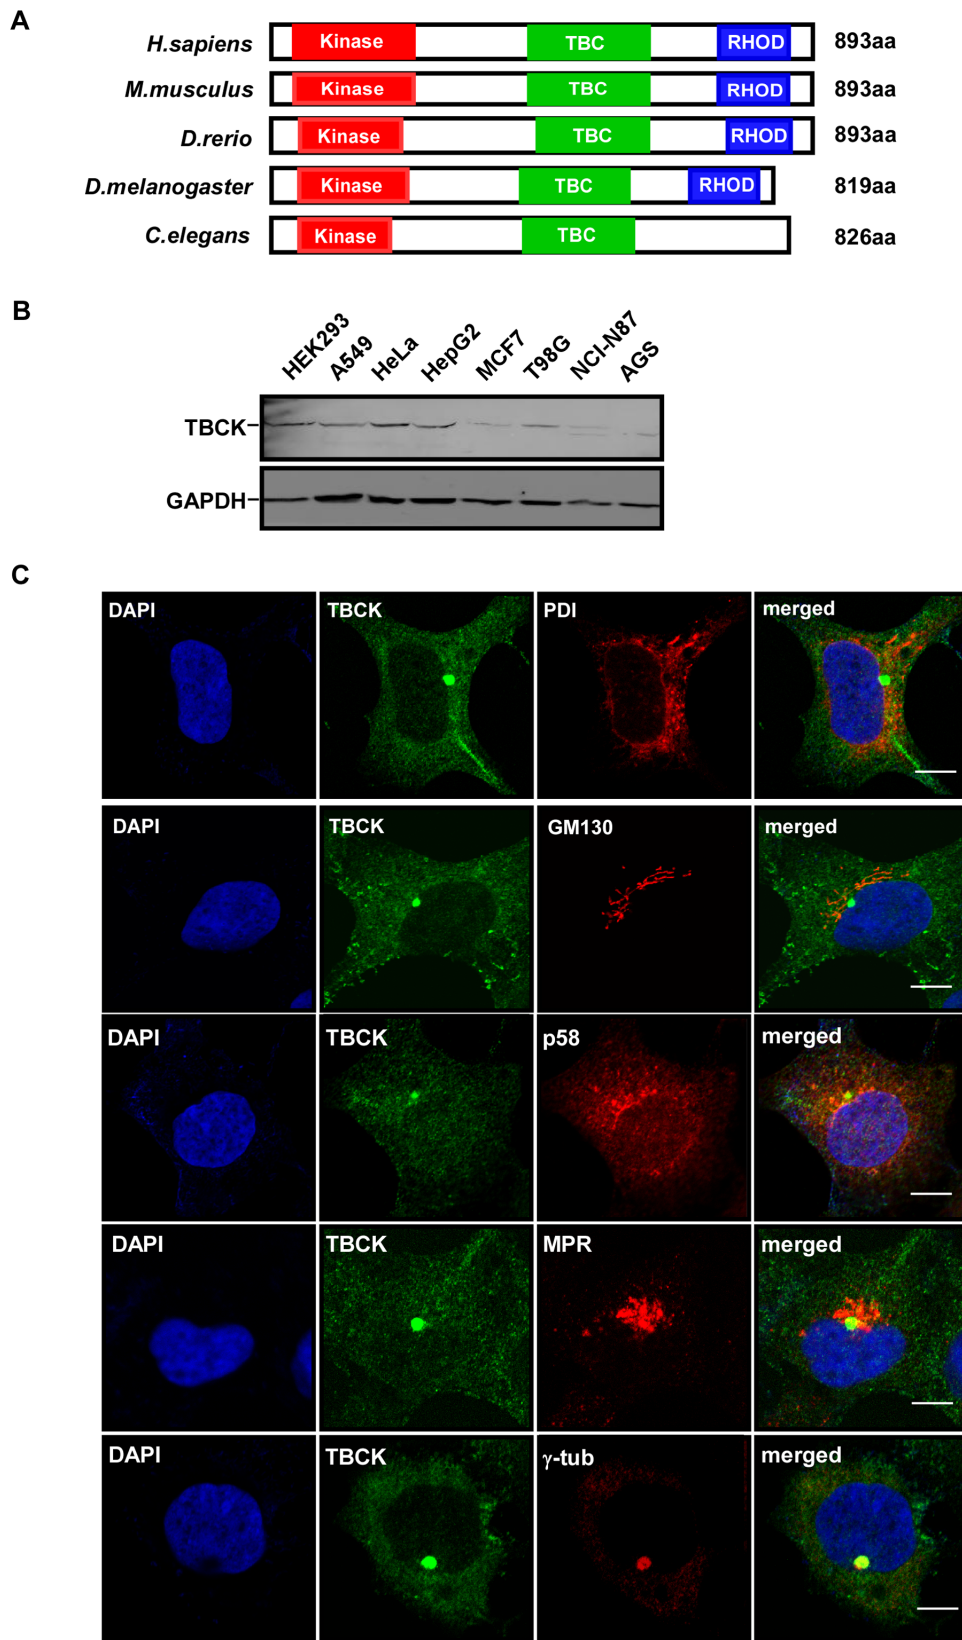 A
H.sapiens Kinase TBC RHOD 893aa
M.musculus Kinase TBC RHOD 893aa
D.rerio Kinase TBC RHOD 893aa
D.melanogaster Kinase TBC RHOD 819aa
C.elegans Kinase TBC 826aa
B
HEK293 A549 HeLa HepG2 MCF7 T98G NCI-N87 AGS
TBCK
GAPDH
C
DAPI TBCK PDI merged
DAPI TBCK GM130 merged
DAPI TBCK p58 merged
DAPI TBCK MPR merged
DAPI TBCK γ-tub merged